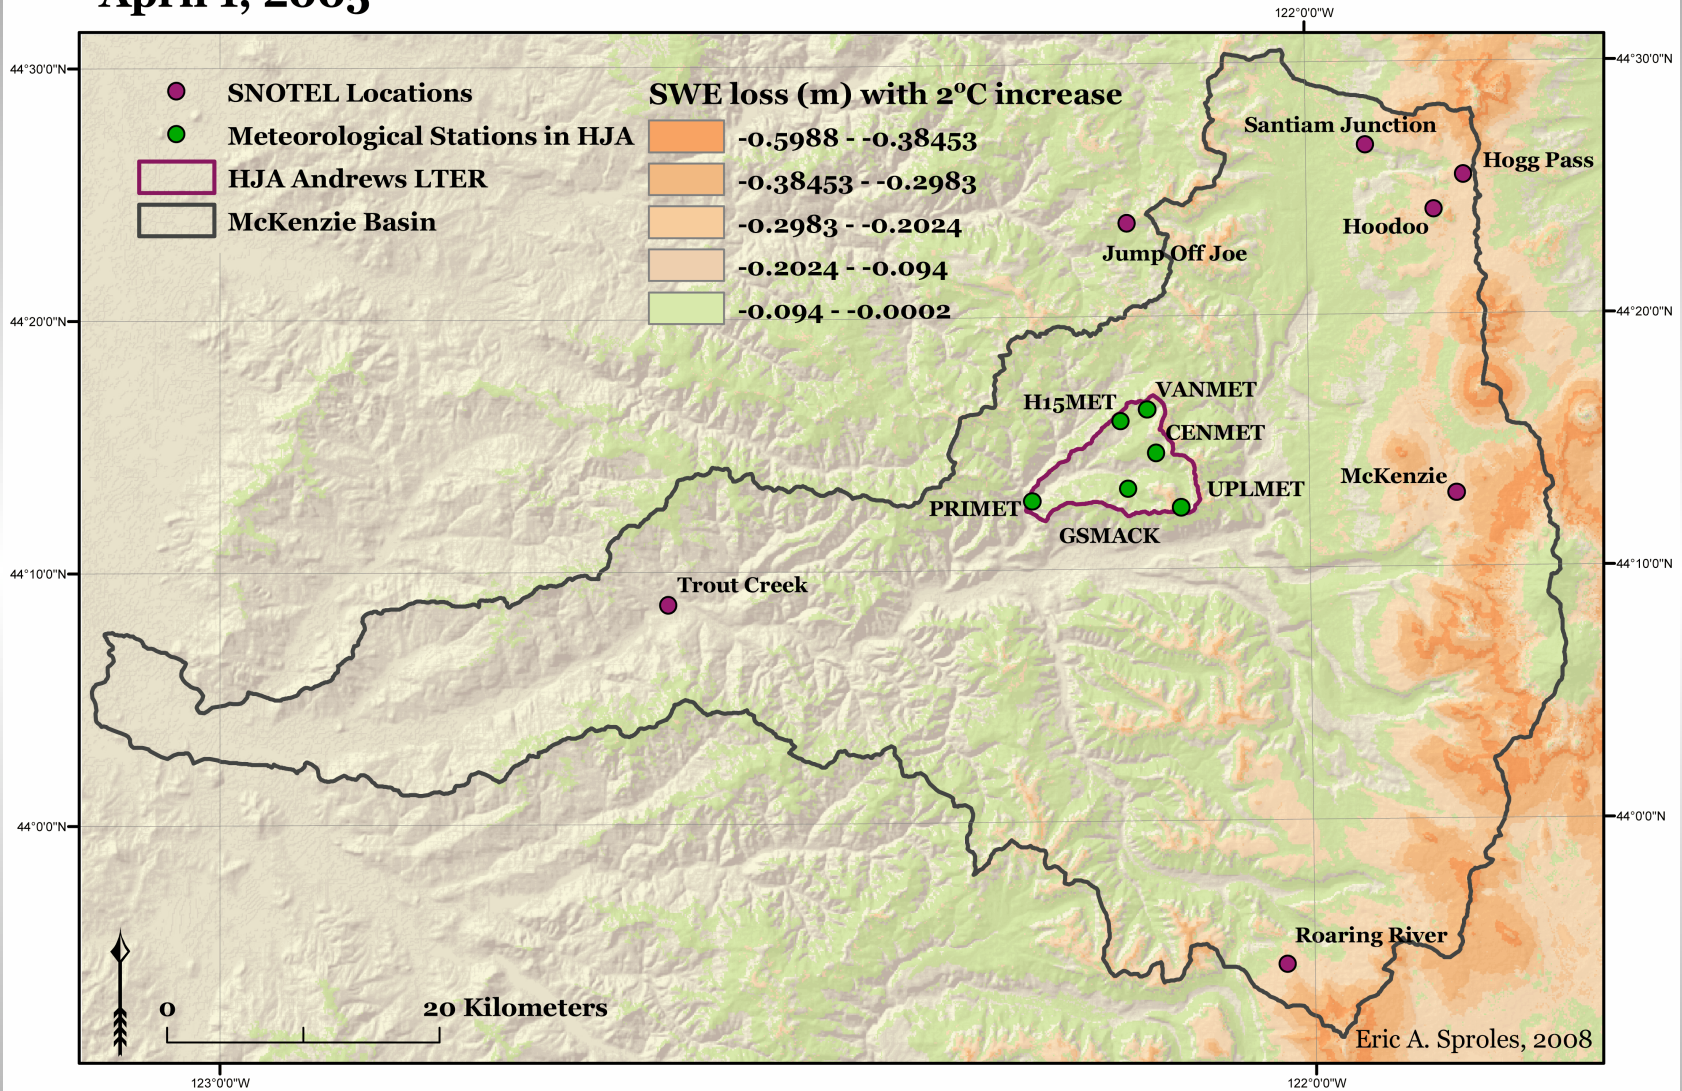 April 1, 2005
122°0'0"W
44°30'0"N
44°30'0"N
SNOTEL Locations
Meteorological Stations in HJA
HJA Andrews LTER
McKenzie Basin
SWE loss (m) with 2°C increase
-0.5988 - -0.38453
-0.38453 - -0.2983
-0.2983 - -0.2024
-0.2024 - -0.094
-0.094 - -0.0002
Santiam Junction
Hogg Pass
Hoodoo
Jump Off Joe
44°20'0"N
44°20'0"N
VANMET
H15MET
CENMET
McKenzie
UPLMET
PRIMET
GSMACK
44°10'0"N
44°10'0"N
Trout Creek
44°0'0"N
44°0'0"N
Roaring River
0
20 Kilometers
Eric A. Sproles, 2008
123°0'0"W
122°0'0"W